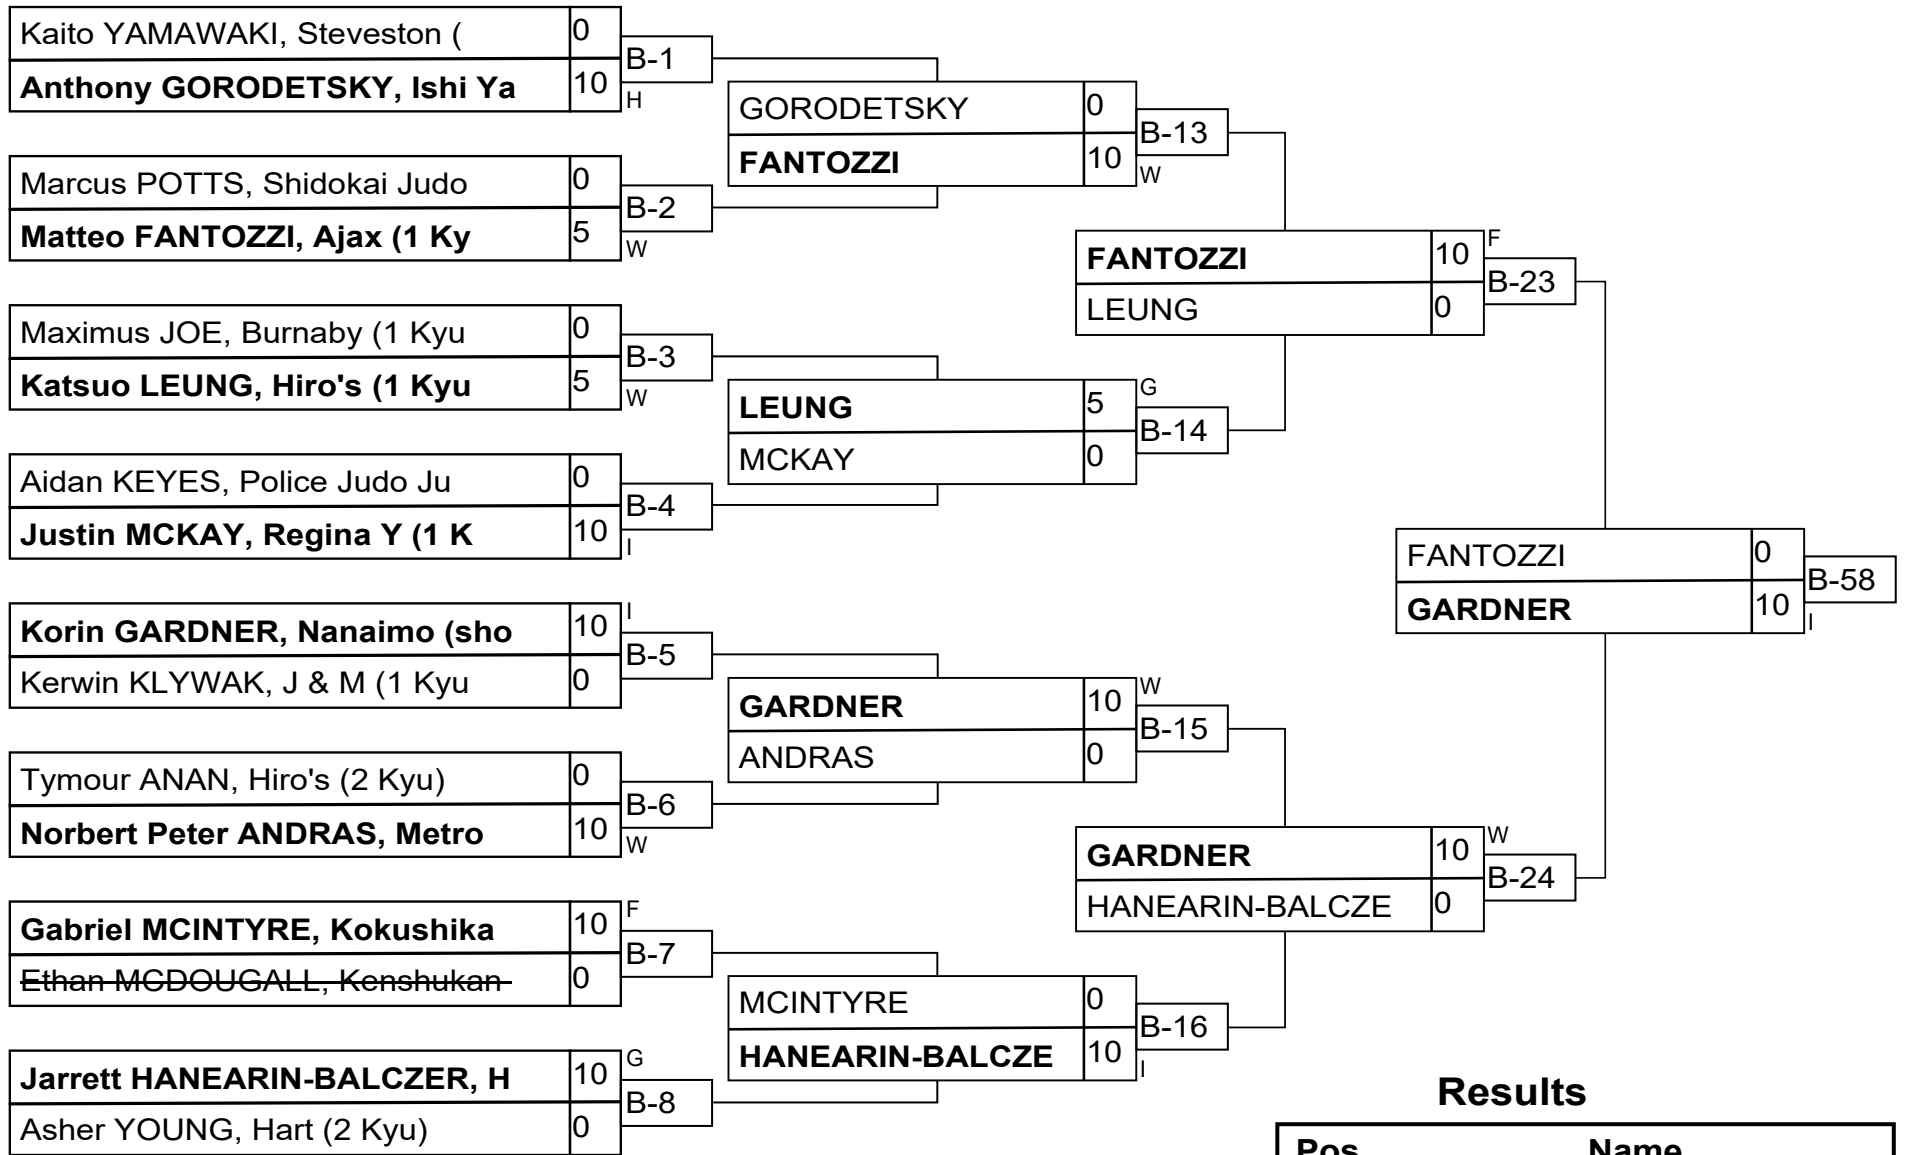 Kaito YAMAWAKI, Steveston ( 0
B-1
Anthony GORODETSKY, Ishi Ya 10
H
Marcus POTTS, Shidokai Judo 0
B-2
Matteo FANTOZZI, Ajax (1 Ky 5
W
Maximus JOE, Burnaby (1 Kyu 0
B-3
Katsuo LEUNG, Hiro's (1 Kyu 5
W
Aidan KEYES, Police Judo Ju 0
B-4
Justin MCKAY, Regina Y (1 K 10
I
Korin GARDNER, Nanaimo (sho 10 I
B-5
Kerwin KLYWAK, J & M (1 Kyu 0
Tymour ANAN, Hiro's (2 Kyu) 0
B-6
Norbert Peter ANDRAS, Metro 10
W
Gabriel MCINTYRE, Kokushika 10 F
B-7
Ethan MCDOUGALL, Kenshukan 0
Jarrett HANEARIN-BALCZER, H 10 G
B-8
Asher YOUNG, Hart (2 Kyu) 0
GORODETSKY 0
B-13
FANTOZZI 10
W
LEUNG 5 G
B-14
MCKAY 0
GARDNER 10 W
B-15
ANDRAS 0
MCINTYRE 0
B-16
HANEARIN-BALCZE 10
I
FANTOZZI 10 F
B-23
LEUNG 0
GARDNER 10 W
B-24
HANEARIN-BALCZE 0
FANTOZZI 0
B-58
GARDNER 10
I
Results
Pos Name